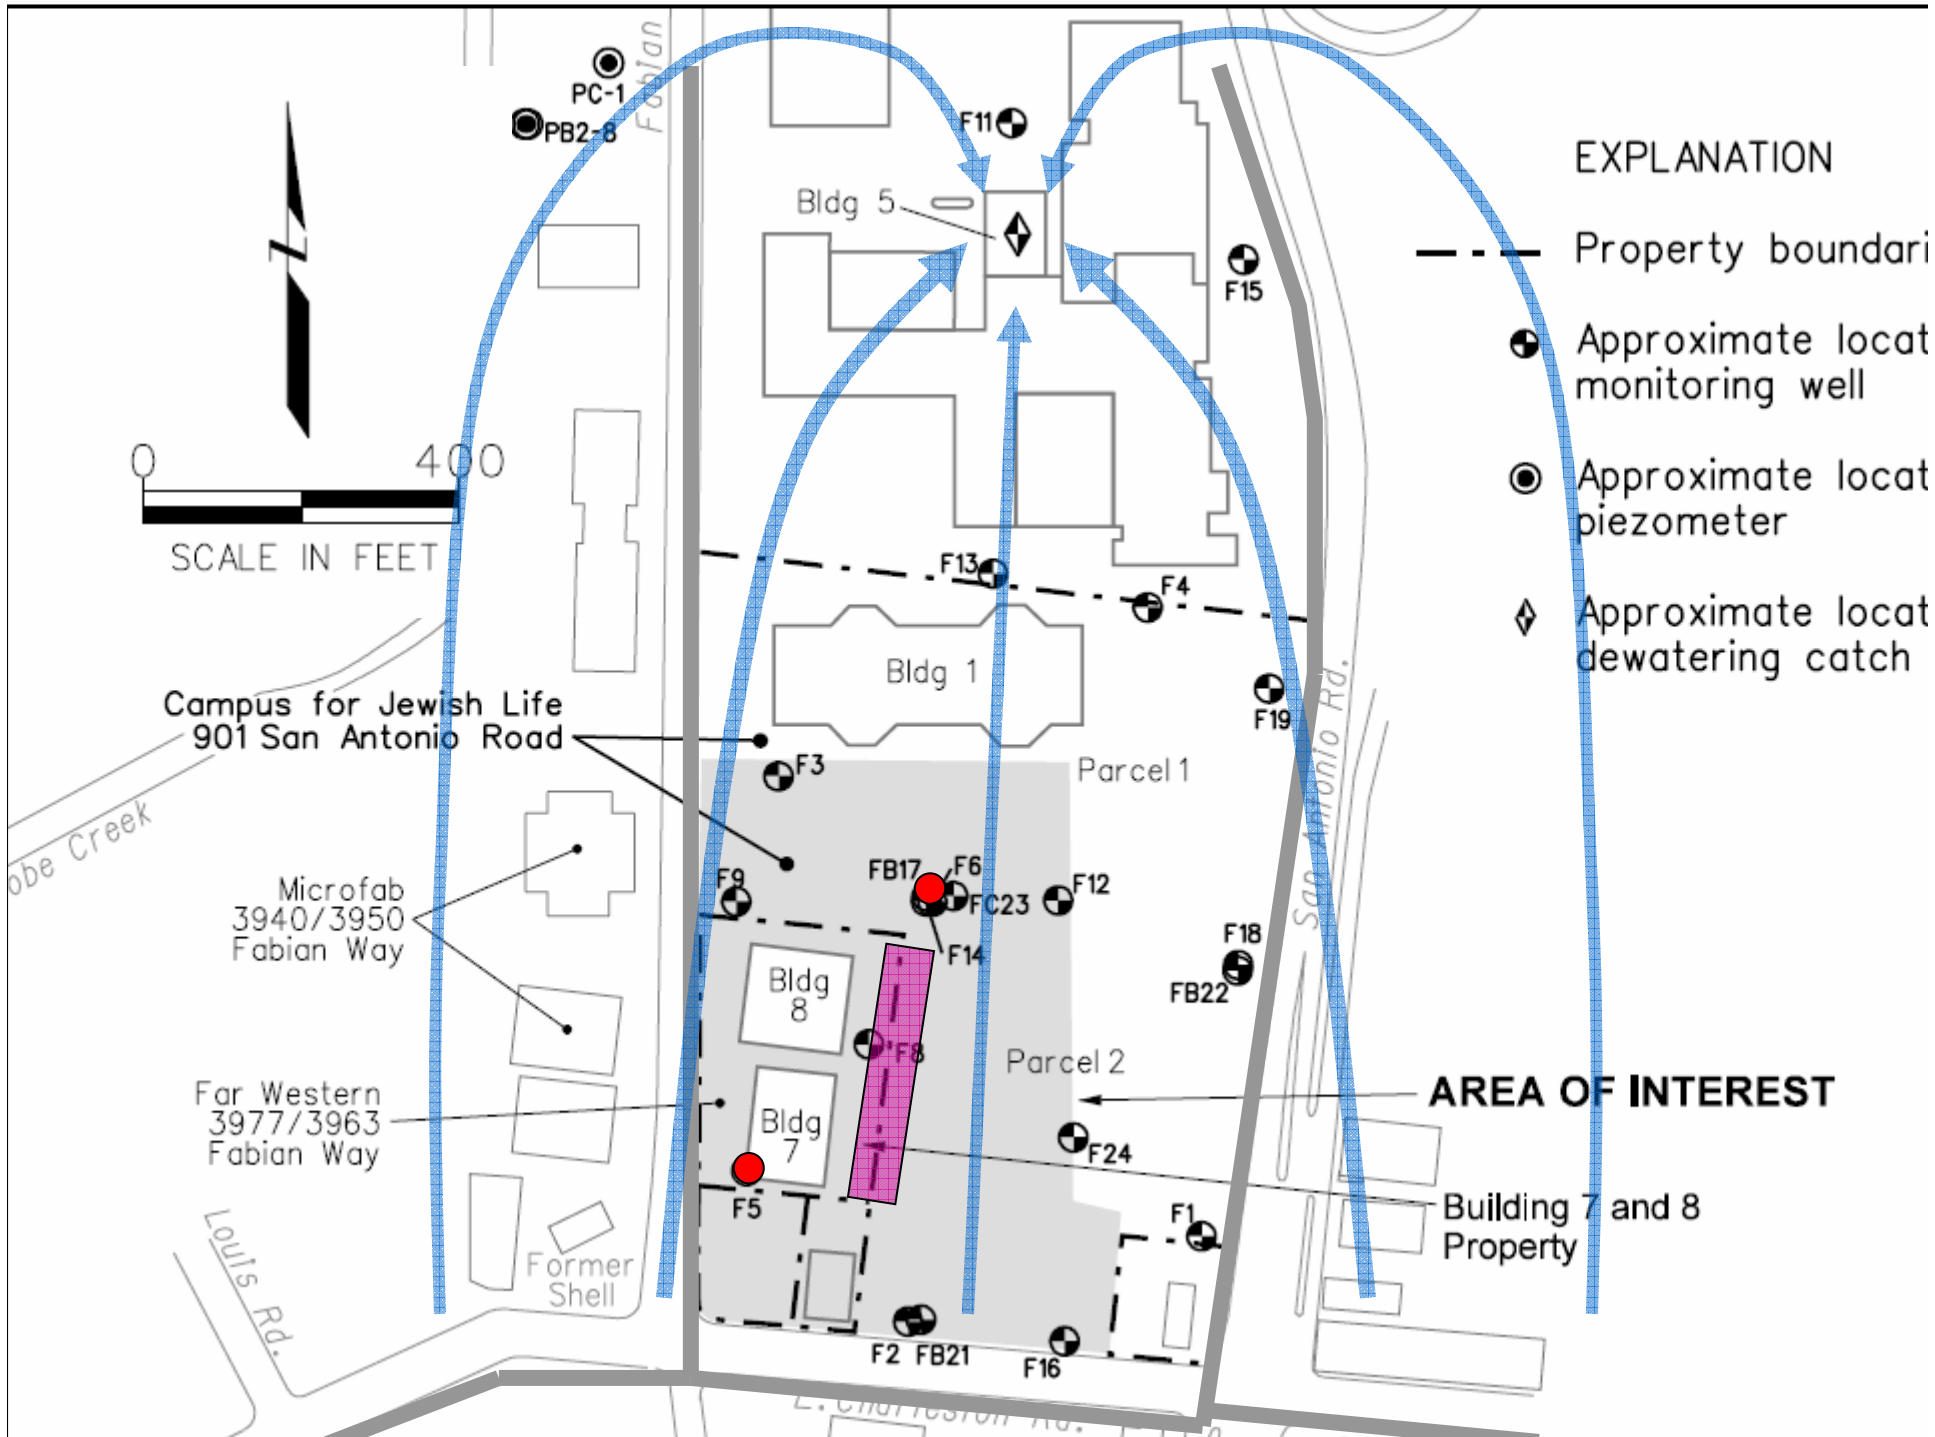 Fabian
PC-1
PB2-8
F11
EXPLANATION
Bldg 5
Property boundari
F15
Approximate locat
monitoring well
N
0 400
SCALE IN FEET
Approximate locat
piezometer
F13
F4
Approximate locat
dewatering catch
Bldg 1
Campus for Jewish Life
901 San Antonio Road
F19
San Antonio Rd.
F3
Parcel 1
obe Creek
Microfab
3940/3950
Fabian Way
F9
FB17
F6
FC23
F12
F14
F18
FB22
Bldg
8
F8
Parcel 2
AREA OF INTEREST
Far Western
3977/3963
Fabian Way
Bldg
7
F24
F5
Building 7 and 8
Property
F1
Louis Rd.
Former
Shell
F2
FB21
F16
E. Charleston Rd.